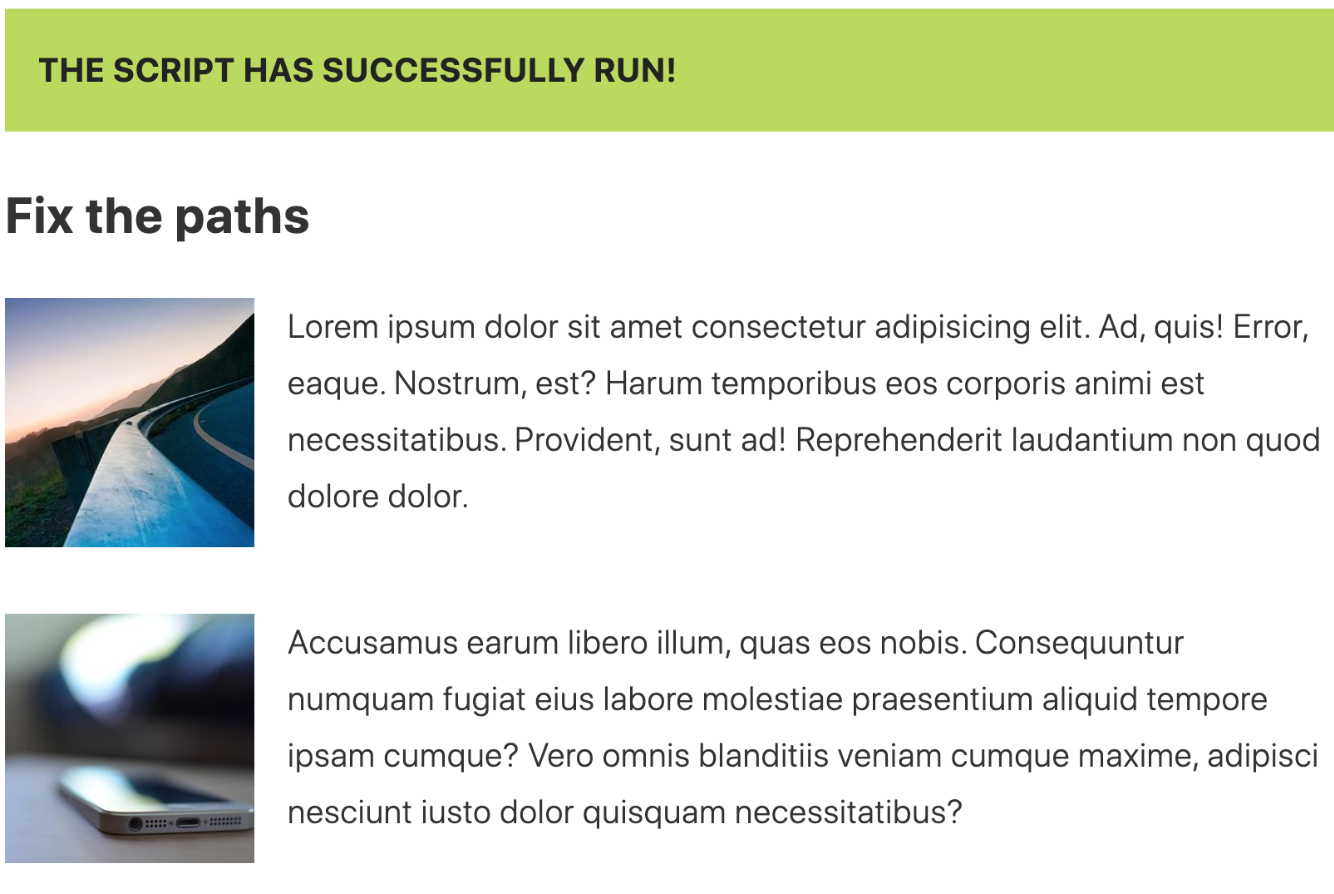 THE SCRIPT HAS SUCCESSFULLY RUN!
Fix the paths
Lorem ipsum dolor sit amet consectetur adipisicing elit. Ad, quis! Error,
eaque. Nostrum, est? Harum temporibus eos corporis animi est
necessitatibus. Provident, sunt ad! Reprehenderit laudantium non quod
dolore dolor.
Accusamus earum libero illum, quas eos nobis. Consequuntur
numquam fugiat eius labore molestiae praesentium aliquid tempore
ipsam cumque? Vero omnis blanditiis veniam cumque maxime, adipisci
nesciunt iusto dolor quisquam necessitatibus?